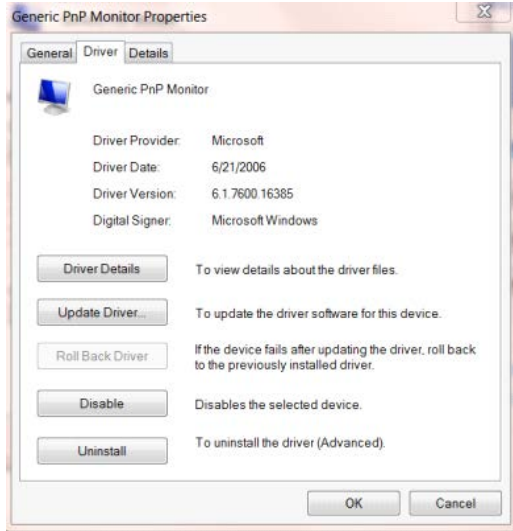 Generic PnP Monitor Properties
General Driver Details
Generic PnP Monitor
Driver Provider: Microsoft
Driver Date: 6/21/2006
Driver Version: 6.1.7600.16385
Digital Signer: Microsoft Windows
Driver Details To view details about the driver files.
Update Driver... To update the driver software for this device.
Roll Back Driver If the device fails after updating the driver, roll back
to the previously installed driver.
Disable Disables the selected device.
Uninstall To uninstall the driver (Advanced).
OK Cancel